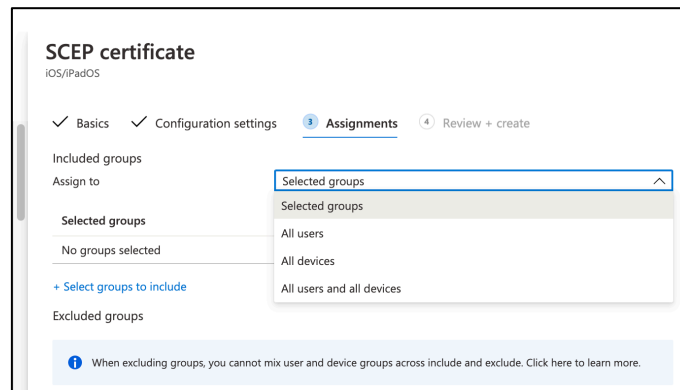 SCEP certificate
iOS/iPadOS
Basics Configuration settings 3 Assignments 4 Review + create
Included groups
Assign to Selected groups
Selected groups
All users
All devices
All users and all devices
Selected groups
No groups selected
+ Select groups to include
Excluded groups
When excluding groups, you cannot mix user and device groups across include and exclude. Click here to learn more.